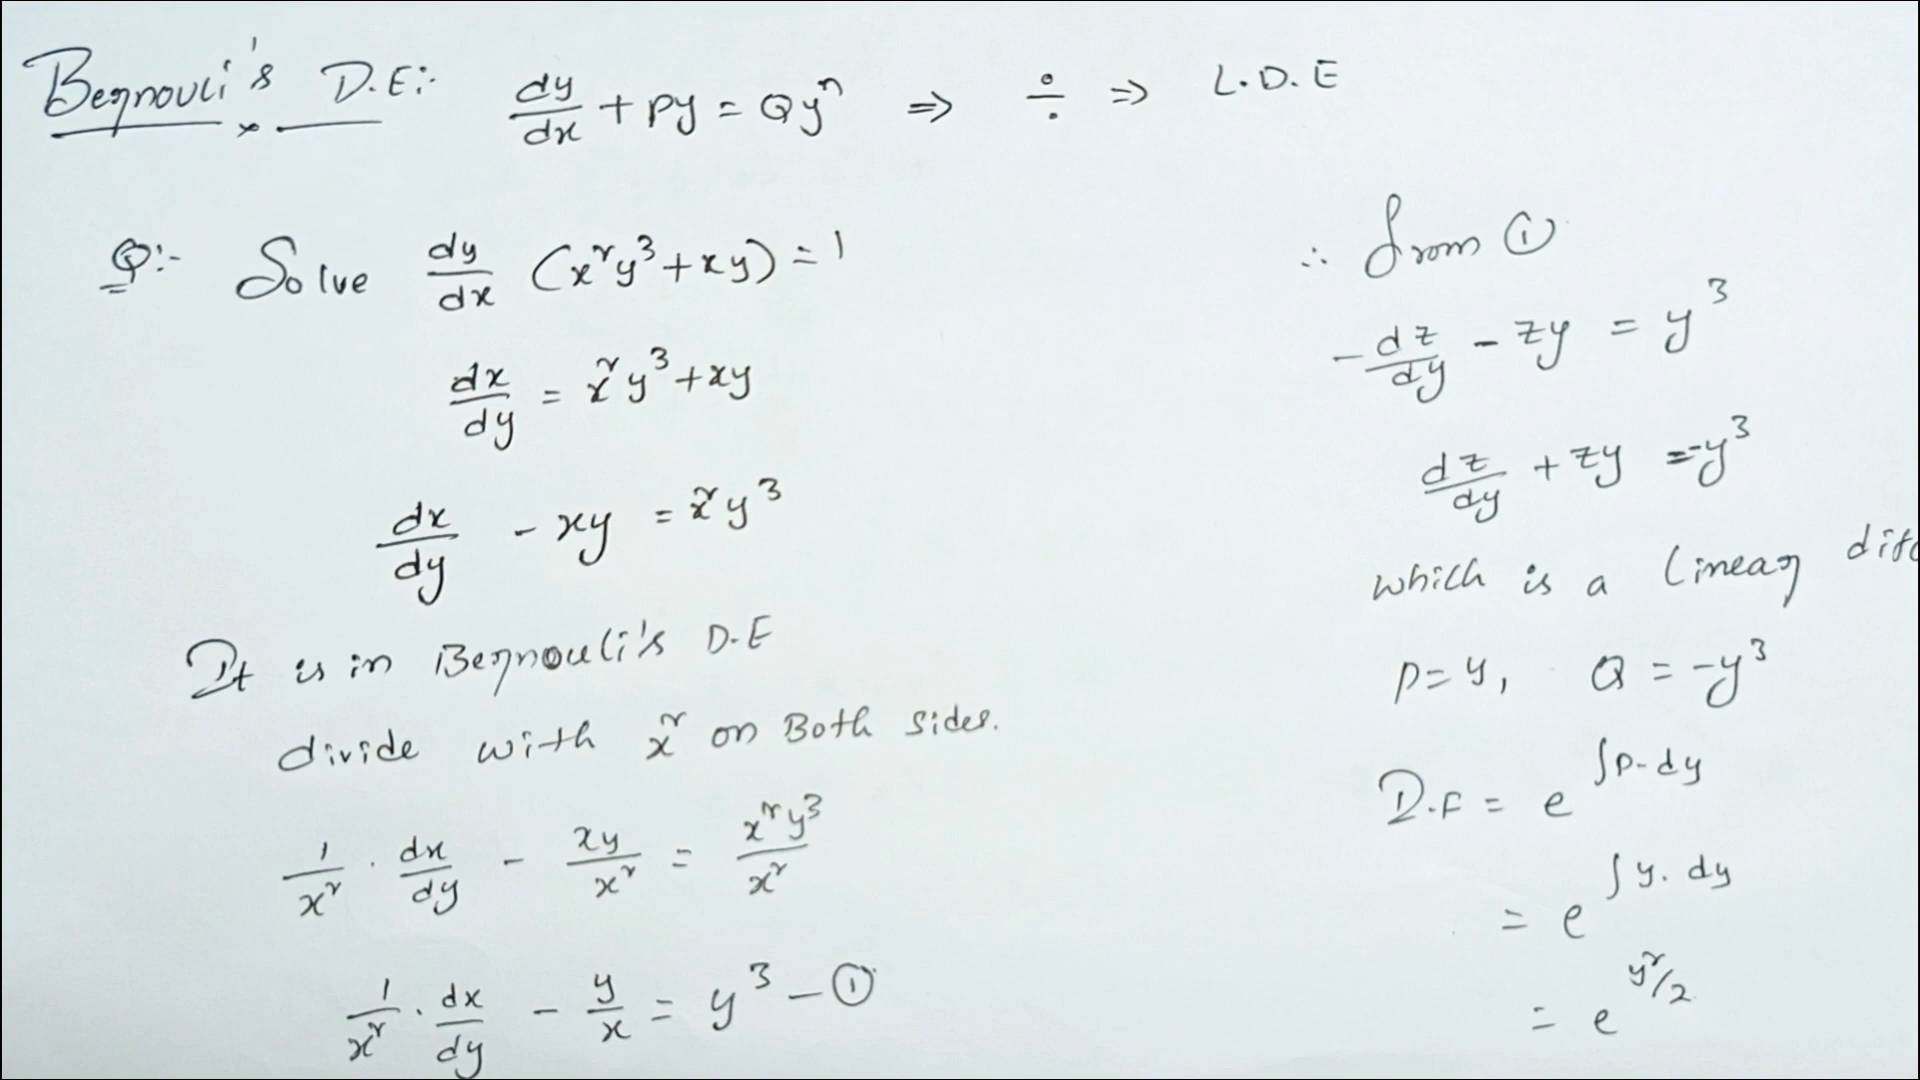 Bernouli's D.E:- dy/dx + py = Qyⁿ ⇒ ÷ ⇒ L.D.E
Q:- Solve dy/dx (x²y³+xy) = 1
dx/dy = x²y³+xy
dx/dy - xy = x²y³
It is in Bernouli's D.E
divide with x² on Both sides.
1/x² · dx/dy - xy/x² = x²y³/x²
1/x² · dx/dy - y/x = y³ - ①
∴ from ①
-dz/dy - zy = y³
dz/dy + zy = -y³
which is a linear
p = y, Q = -y³
I.F = e^∫P·dy
= e^∫y·dy
= e^y²/2